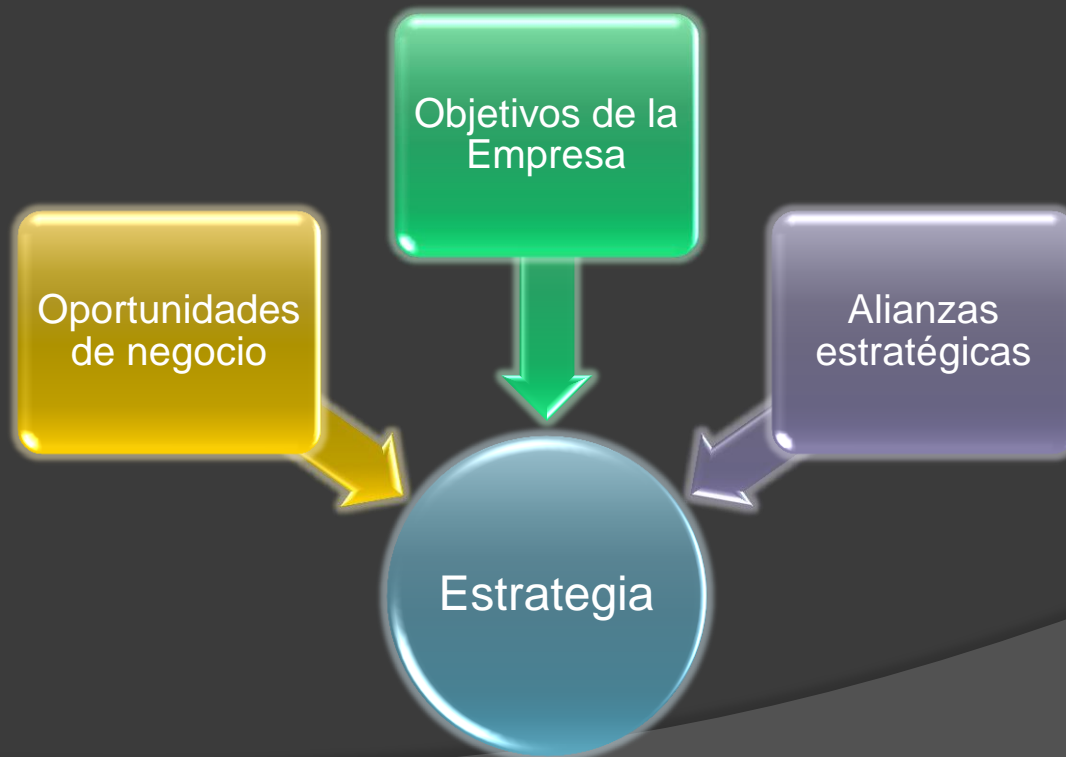 Objetivos de la
Empresa
Oportunidades
de negocio
Alianzas
estratégicas
Estrategia